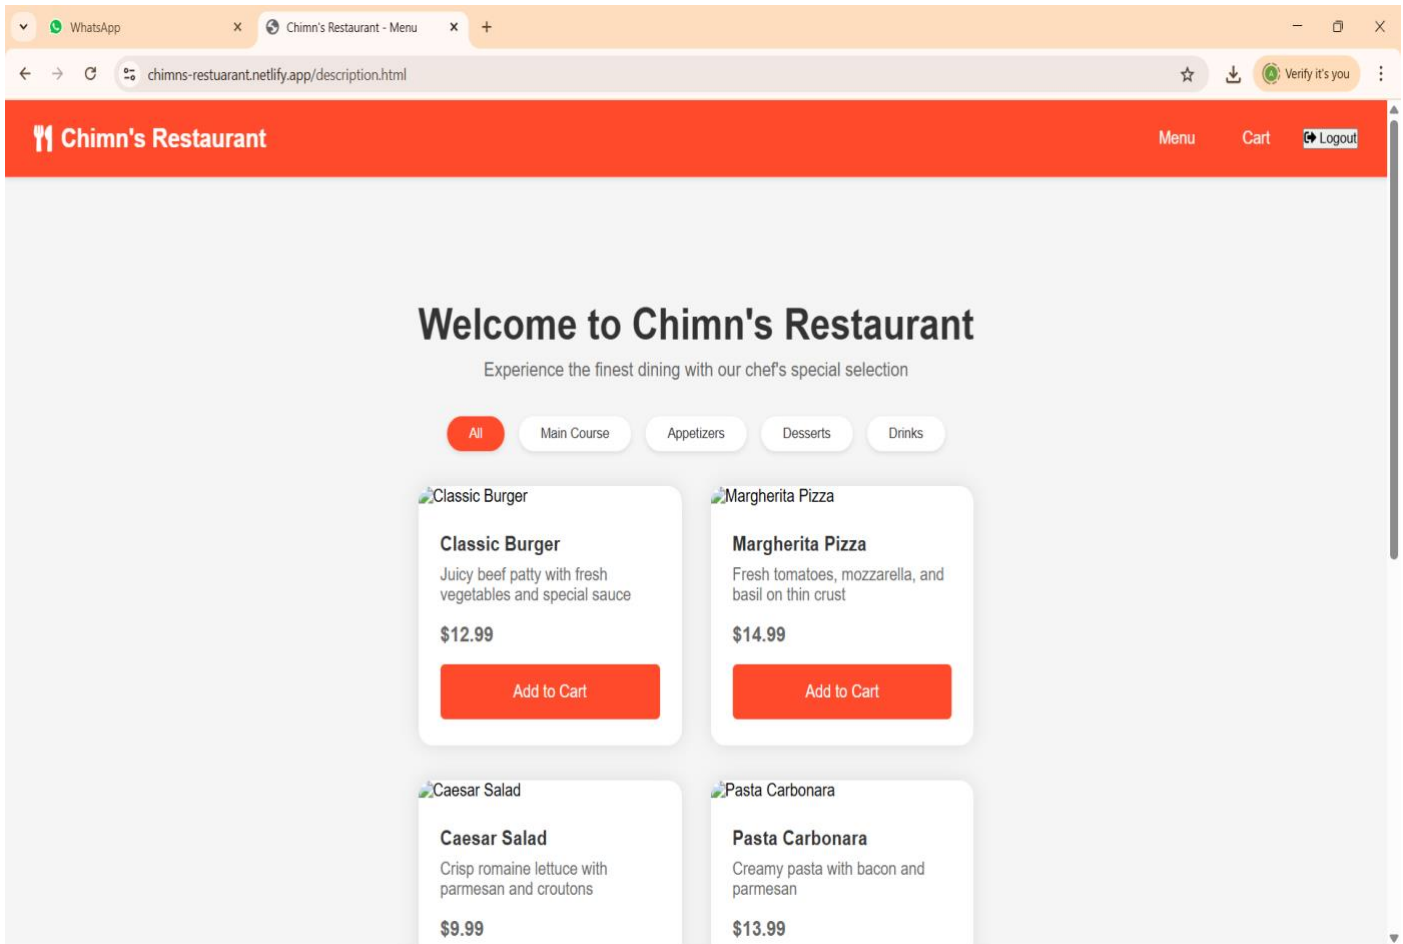 WhatsApp
Chimn's Restaurant - Menu
chimns-restuarant.netlify.app/description.html
Verify it's you
Chimn's Restaurant
Menu
Cart
Logout
Welcome to Chimn's Restaurant
Experience the finest dining with our chef's special selection
All
Main Course
Appetizers
Desserts
Drinks
Classic Burger
Classic Burger
Juicy beef patty with fresh
vegetables and special sauce
$12.99
Add to Cart
Margherita Pizza
Margherita Pizza
Fresh tomatoes, mozzarella, and
basil on thin crust
$14.99
Add to Cart
Caesar Salad
Caesar Salad
Crisp romaine lettuce with
parmesan and croutons
$9.99
Pasta Carbonara
Pasta Carbonara
Creamy pasta with bacon and
parmesan
$13.99